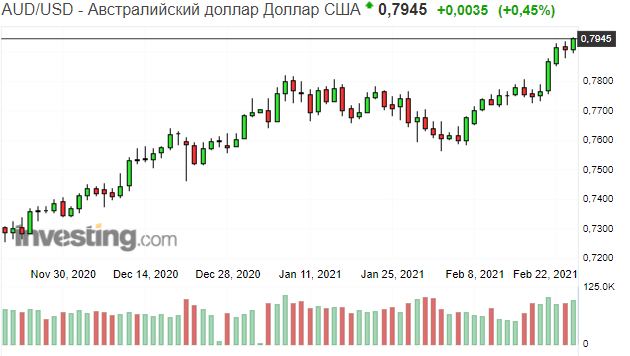 AUD/USD - Австралийский доллар Доллар США 0,7945 +0,0035 (+0,45%)
0,7945
0,7800
0,7700
0,7600
0,7500
0,7400
0,7300
0,7200
Investing.com
Nov 30, 2020 Dec 14, 2020 Dec 28, 2020 Jan 11, 2021 Jan 25, 2021 Feb 8, 2021 Feb 22, 2021
125.0K
0